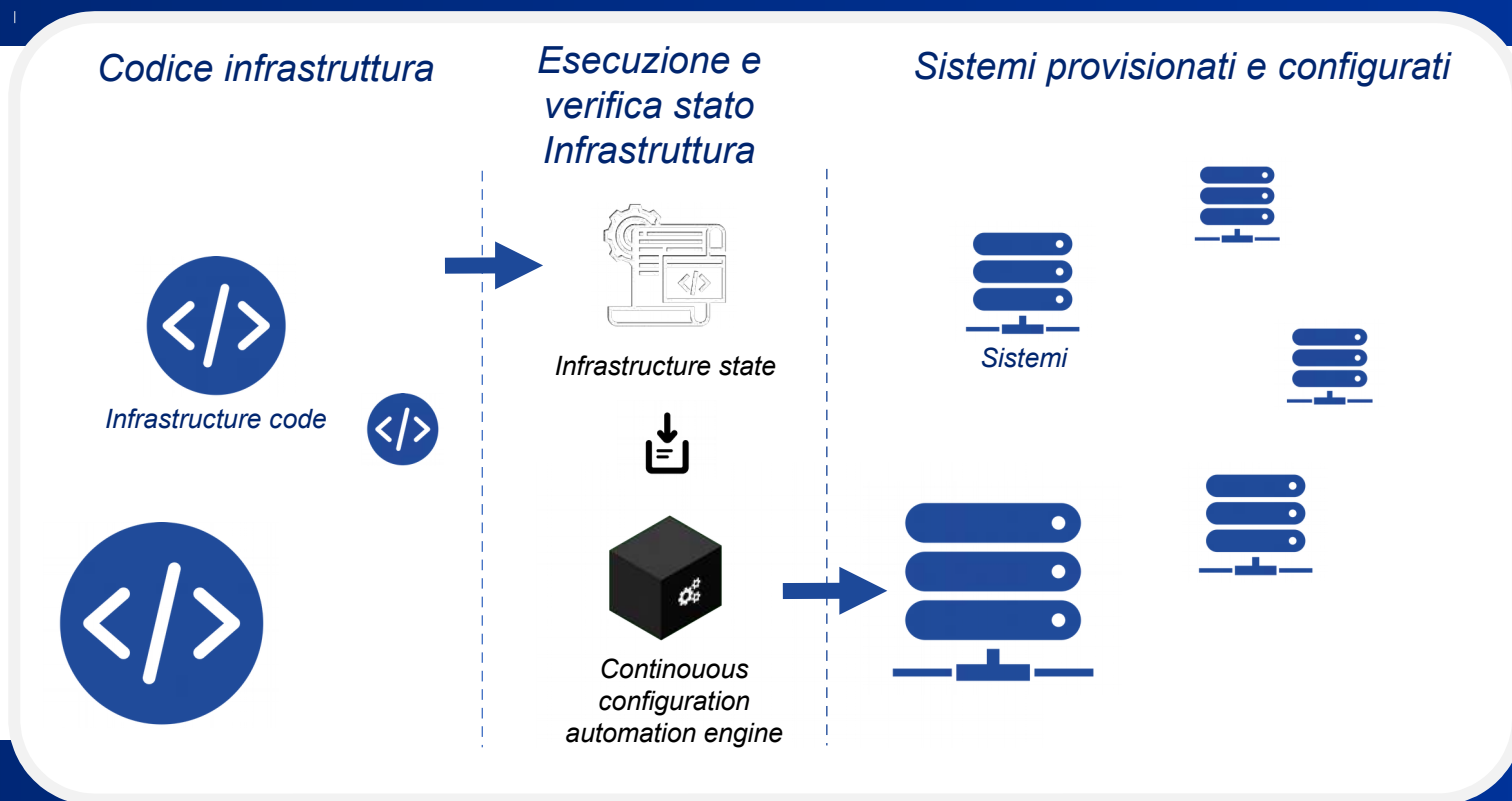 Codice infrastruttura
Esecuzione e
verifica stato
Infrastruttura
Sistemi provisionati e configurati
</>
Infrastructure code
</>
</>
</>
Infrastructure state
Continouous
configuration
automation engine
Sistemi